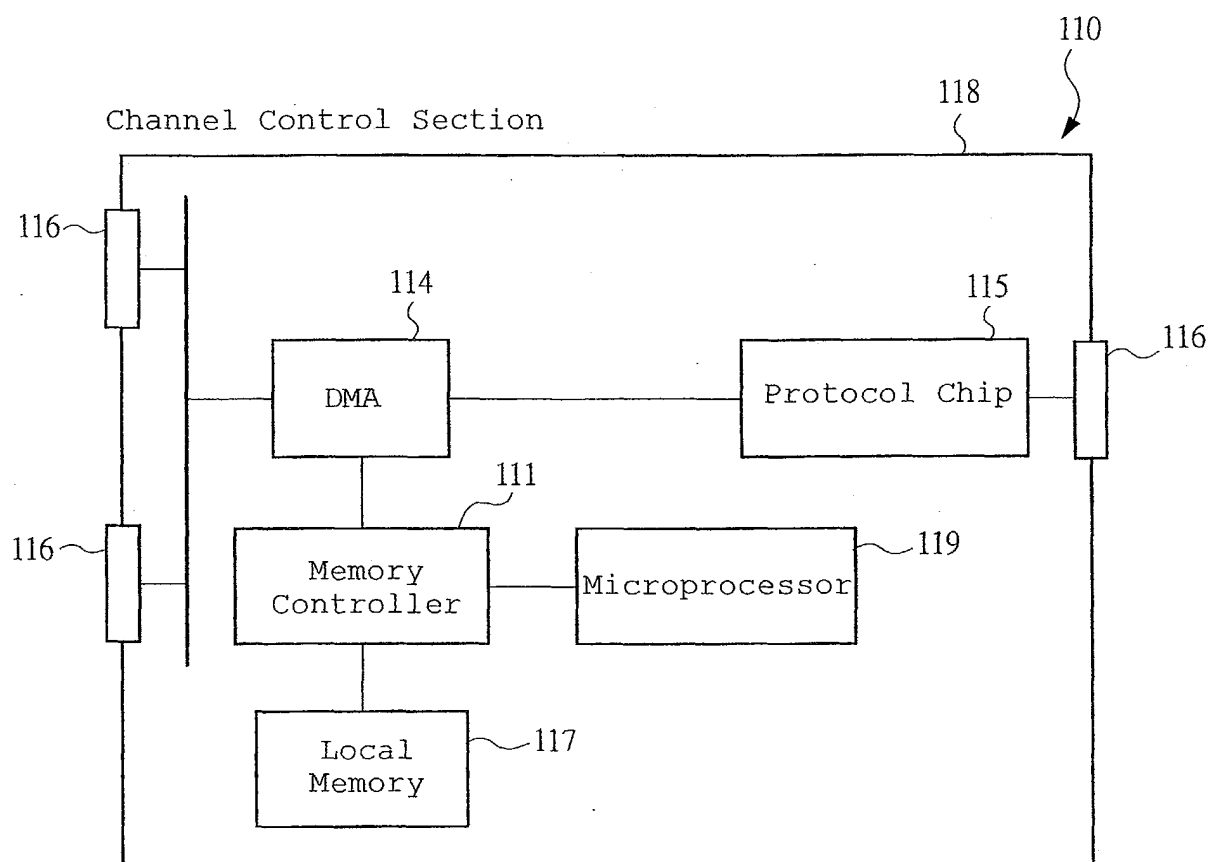 110
118
Channel Control Section
116
114
115
116
DMA
Protocol Chip
111
116
119
Memory
Controller
Microprocessor
117
Local
Memory